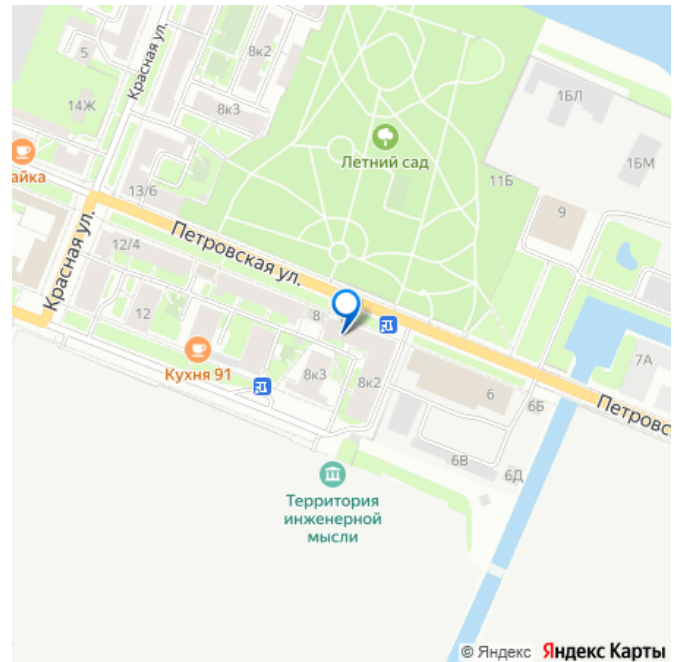 Красная ул.
5
8к2
14Ж
8к3
1БЛ
1БМ
Летний сад
11Б
9
айка
13/6
Красная ул.
12/4
Петровская ул.
12
8
Кухня 91
8к3
8к2
6
6Б
7А
Петровс
6В
6Д
Территория
инженерной
мысли
© Яндекс Яндекс Карты